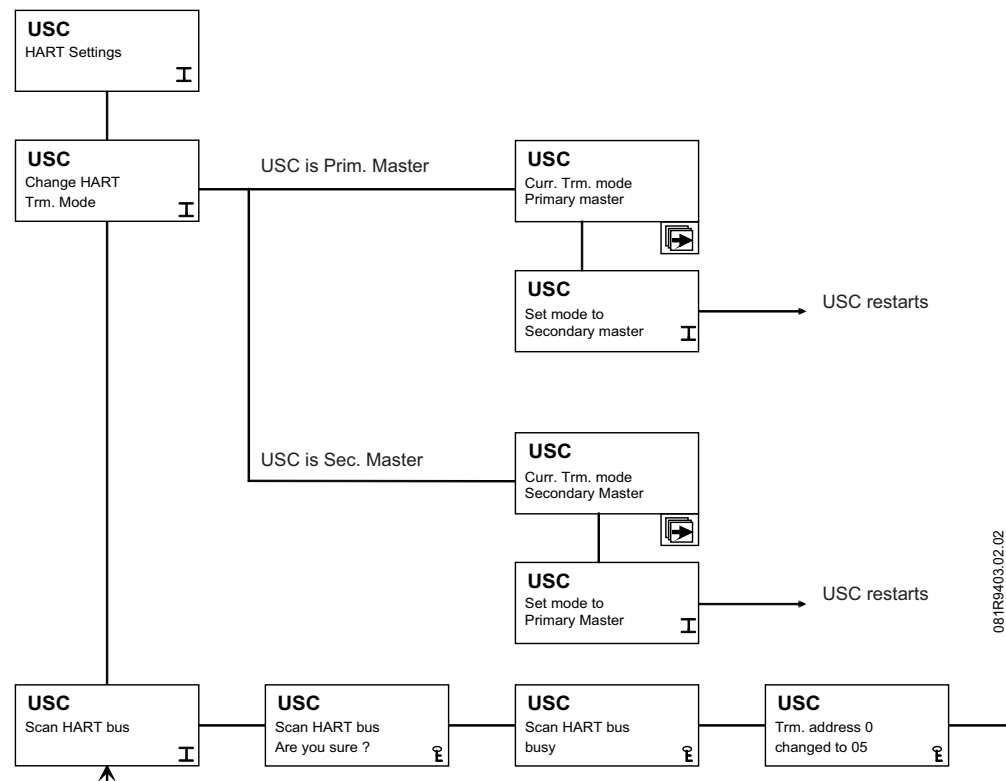 USC
HART Settings
USC
Change HART
Trm. Mode
USC is Prim. Master
USC
Curr. Trm. mode
Primary master
USC
Set mode to
Secondary master
USC restarts
USC is Sec. Master
USC
Curr. Trm. mode
Secondary Master
USC
Set mode to
Primary Master
USC restarts
081R9403.02.02
USC
Scan HART bus
USC
Scan HART bus
Are you sure ?
USC
Scan HART bus
busy
USC
Trm. address 0
changed to 05